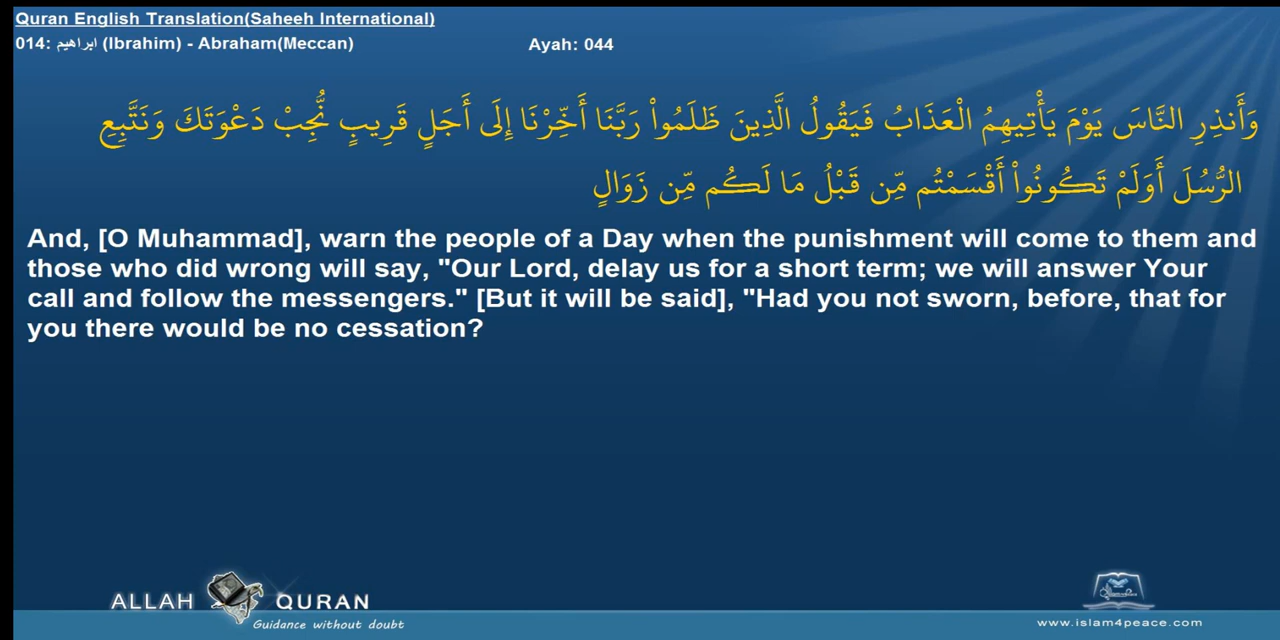 Quran English Translation(Saheeh International)
014: ابراهيم (Ibrahim) - Abraham(Meccan)
Ayah: 044
وَأَنذِرِ النَّاسَ يَوْمَ يَأْتِيهِمُ الْعَذَابُ فَيَقُولُ الَّذِينَ ظَلَمُواْ رَبَّنَا أَخِّرْنَا إِلَى أَجَلٍ قَرِيبٍ نُّجِبْ دَعْوَتَكَ وَنَتَّبِعِ
الرُّسُلَ أَوَلَمْ تَكُونُواْ أَقْسَمْتُم مِّن قَبْلُ مَا لَكُم مِّن زَوَالٍ
And, [O Muhammad], warn the people of a Day when the punishment will come to them and
those who did wrong will say, "Our Lord, delay us for a short term; we will answer Your
call and follow the messengers." [But it will be said], "Had you not sworn, before, that for
you there would be no cessation?
ALLAH QURAN
Guidance without doubt
www.islam4peace.com